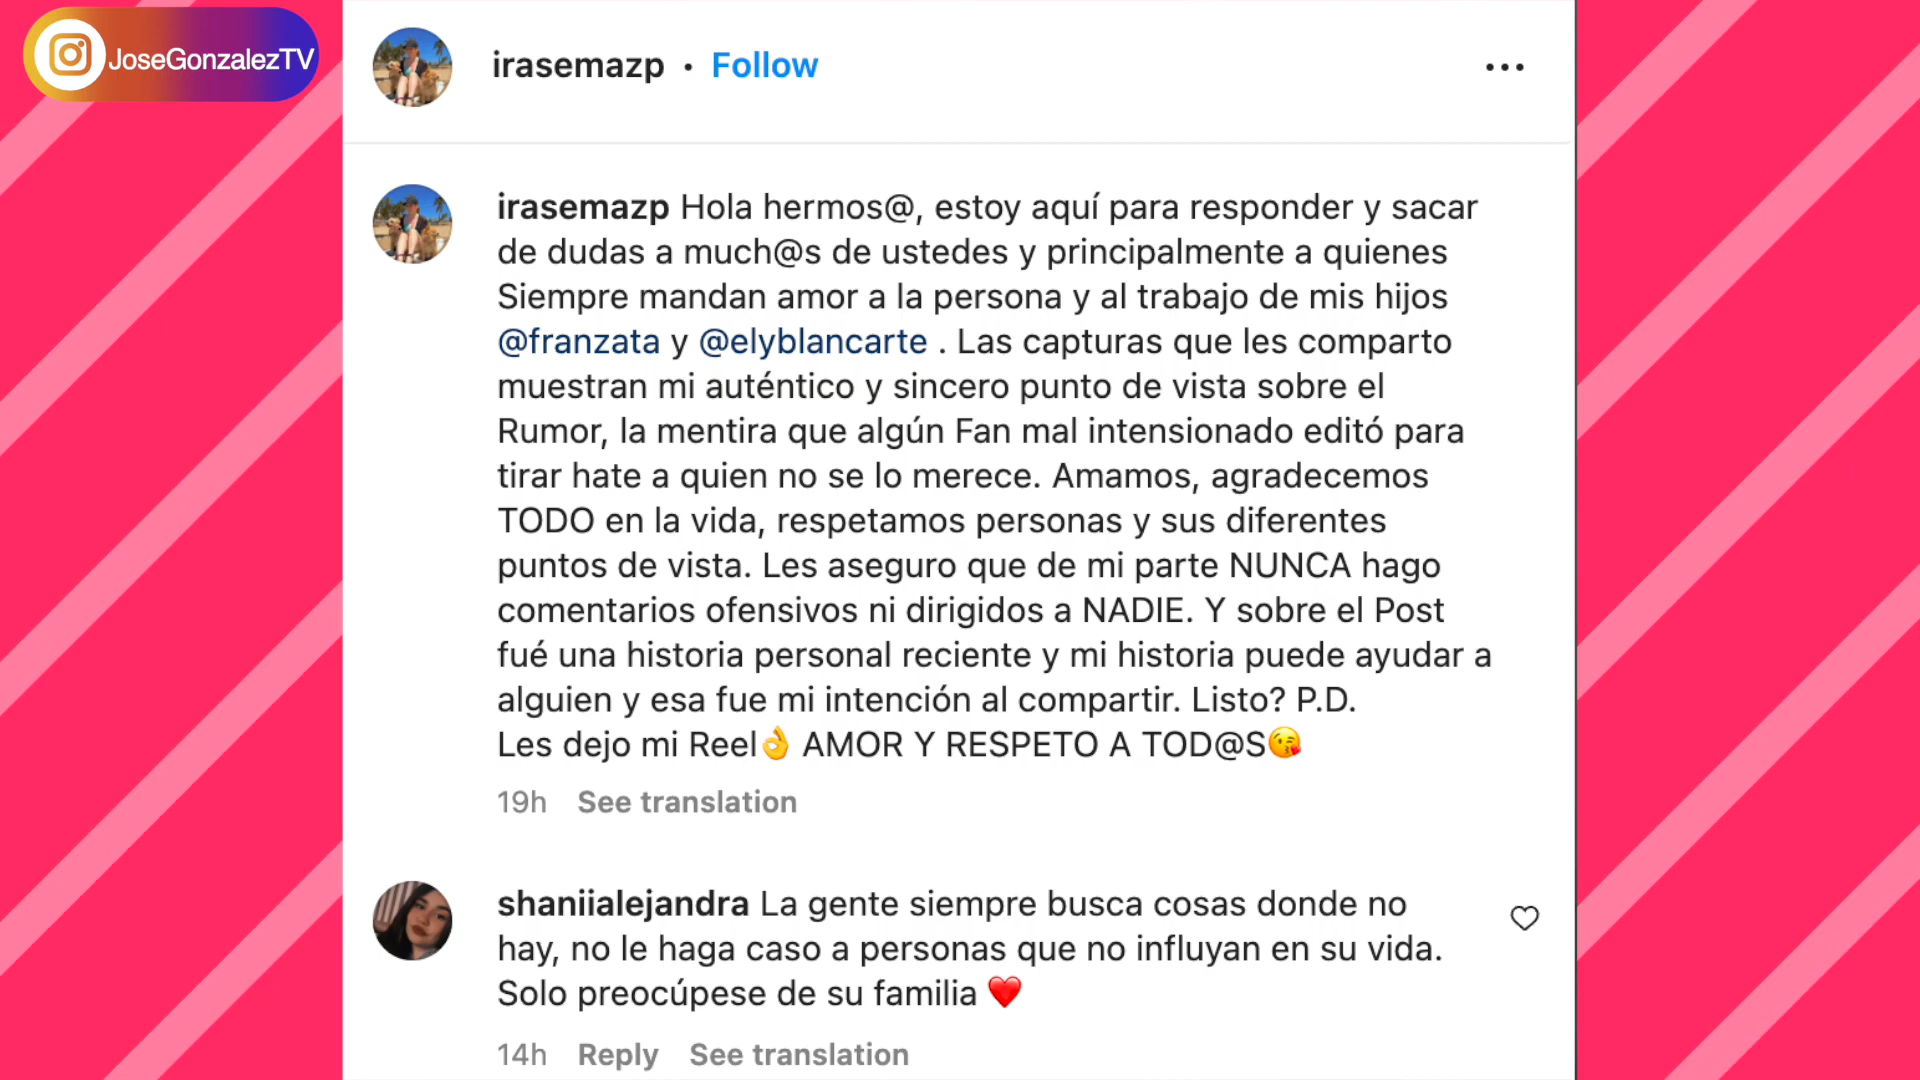 JoseGonzalezTV
irasemazp • Follow
irasemazp Hola hermos@, estoy aquí para responder y sacar
de dudas a much@s de ustedes y principalmente a quienes
Siempre mandan amor a la persona y al trabajo de mis hijos
@franzata y @elyblancarte . Las capturas que les comparto
muestran mi auténtico y sincero punto de vista sobre el
Rumor, la mentira que algún Fan mal intensionado editó para
tirar hate a quien no se lo merece. Amamos, agradecemos
TODO en la vida, respetamos personas y sus diferentes
puntos de vista. Les aseguro que de mi parte NUNCA hago
comentarios ofensivos ni dirigidos a NADIE. Y sobre el Post
fué una historia personal reciente y mi historia puede ayudar a
alguien y esa fue mi intención al compartir. Listo? P.D.
Les dejo mi Reel👌 AMOR Y RESPETO A TOD@S😘
19h See translation
shaniialejandra La gente siempre busca cosas donde no
hay, no le haga caso a personas que no influyan en su vida.
Solo preocúpese de su familia ❤️
14h Reply See translation